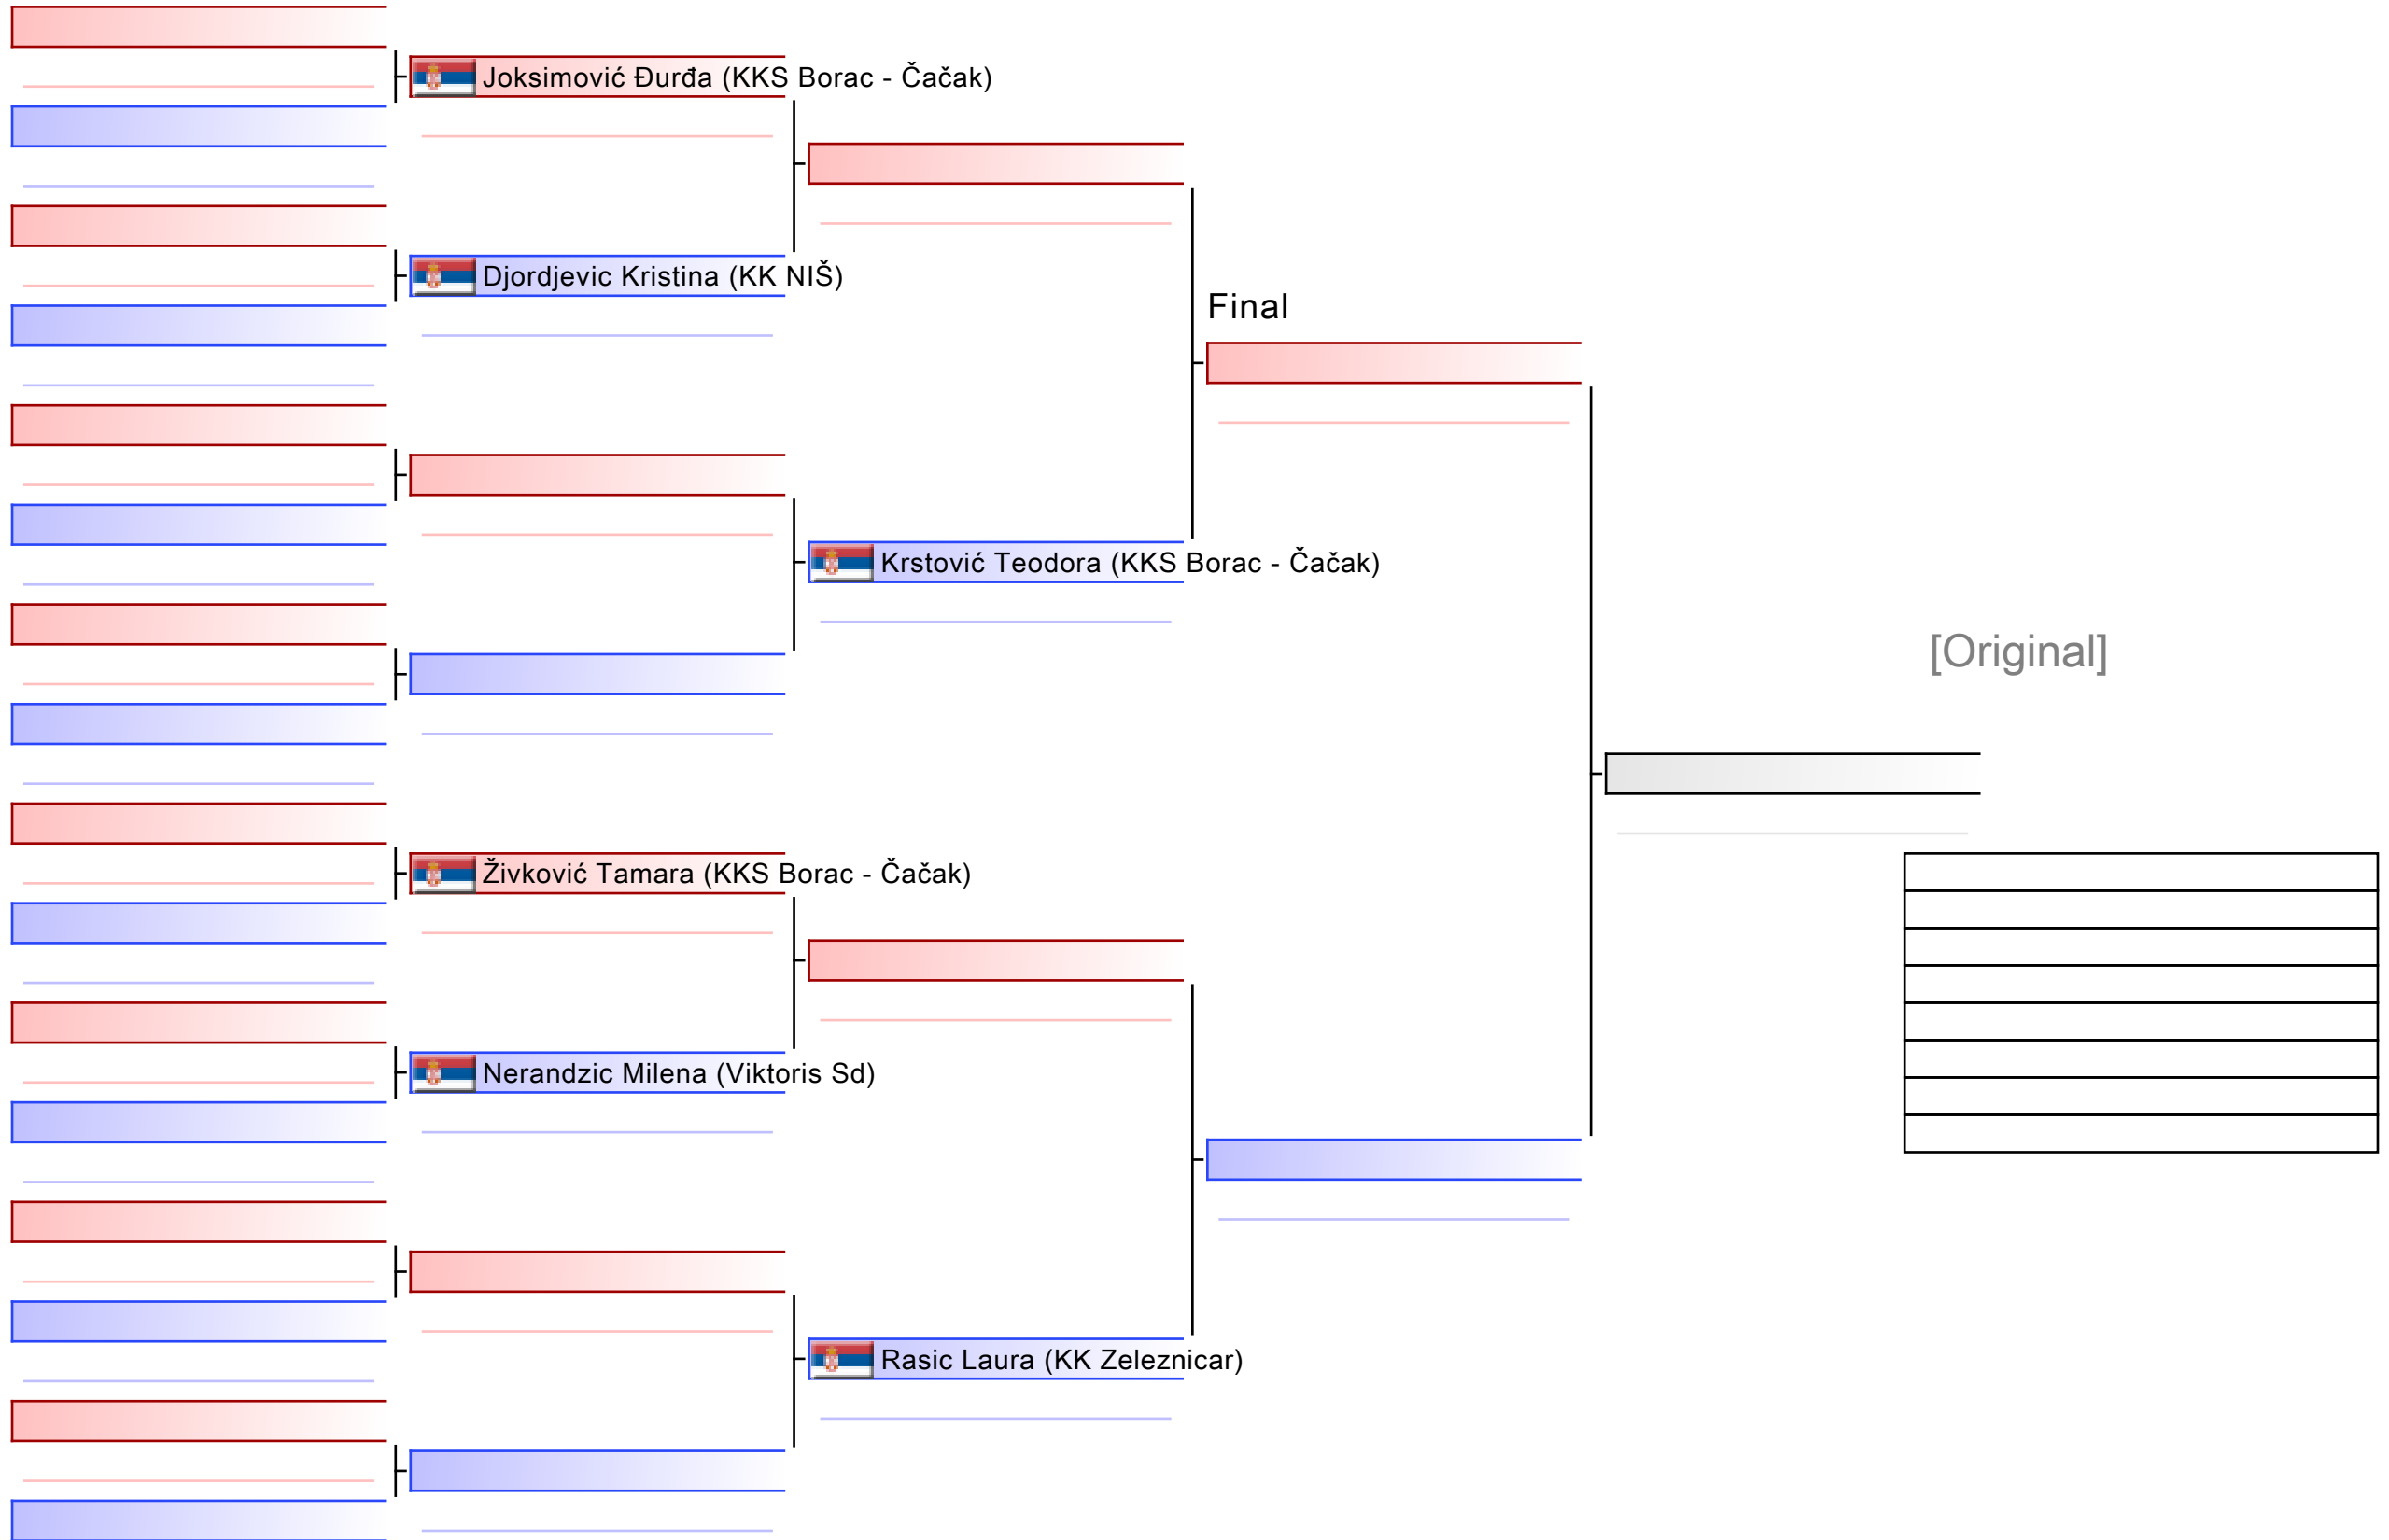 Joksimović Đurđa (KKS Borac - Čačak)
Djordjevic Kristina (KK NIŠ)
Final
Krstović Teodora (KKS Borac - Čačak)
[Original]
Živković Tamara (KKS Borac - Čačak)
Nerandzic Milena (Viktoris Sd)
Rasic Laura (KK Zeleznicar)